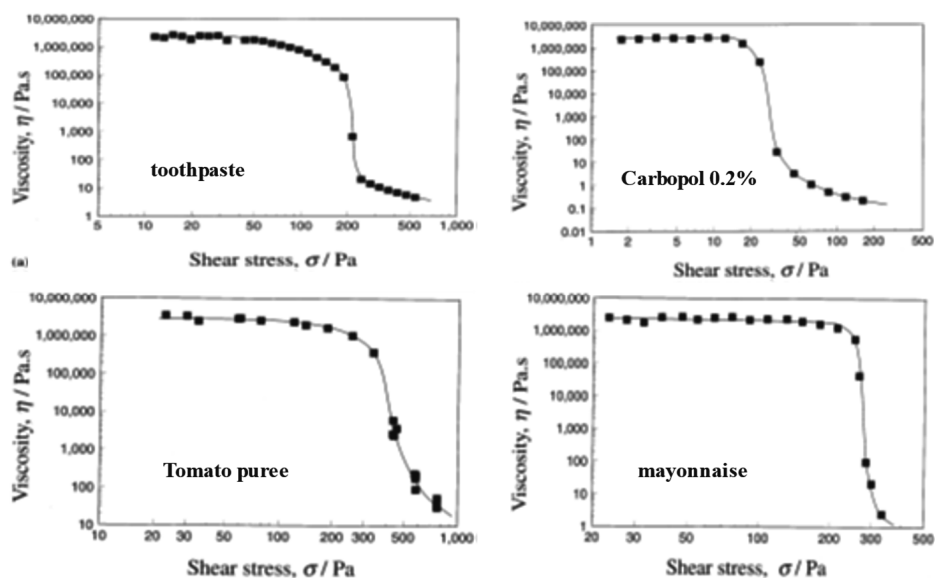 Viscosity, η / Pa.s
10,000,000
1,000,000
100,000
10,000
1,000
100
10
1
toothpaste
5 10 20 50 100 200 500 1,000
(a)
Shear stress, σ / Pa
Viscosity, η / Pa.s
10,000,000
1,000,000
100,000
10,000
1,000
100
10
1
0.1
0.01
Carbopol 0.2%
1 2 5 10 20 50 100 200 500
Shear stress, σ / Pa
Viscosity, η / Pa.s
10,000,000
1,000,000
100,000
10,000
1,000
100
10
Tomato puree
10 20 30 50 100 200 300 500 1,000
Shear stress, σ / Pa
Viscosity, η / Pa.s
10,000,000
1,000,000
100,000
10,000
1,000
100
10
1
mayonnaise
20 30 50 100 200 300 500
Shear stress, σ / Pa